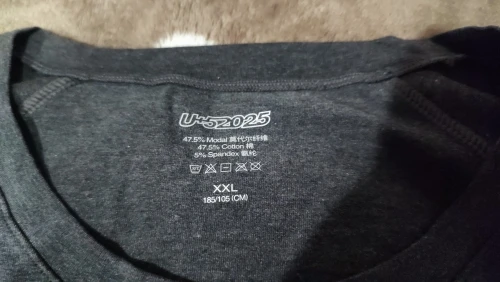 U+52025
47.5% Modal 莫代尔纤维
47.5% Cotton 棉
5% Spandex 氨纶
XXL
185/105 (CM)